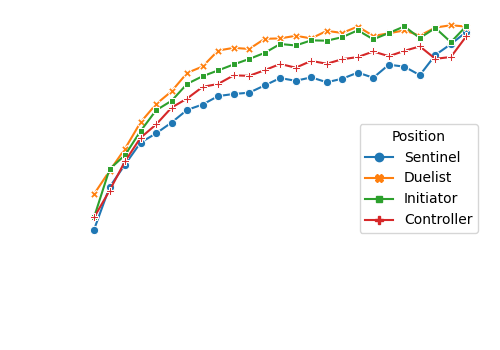 Position
Sentinel
Duelist
Initiator
Controller